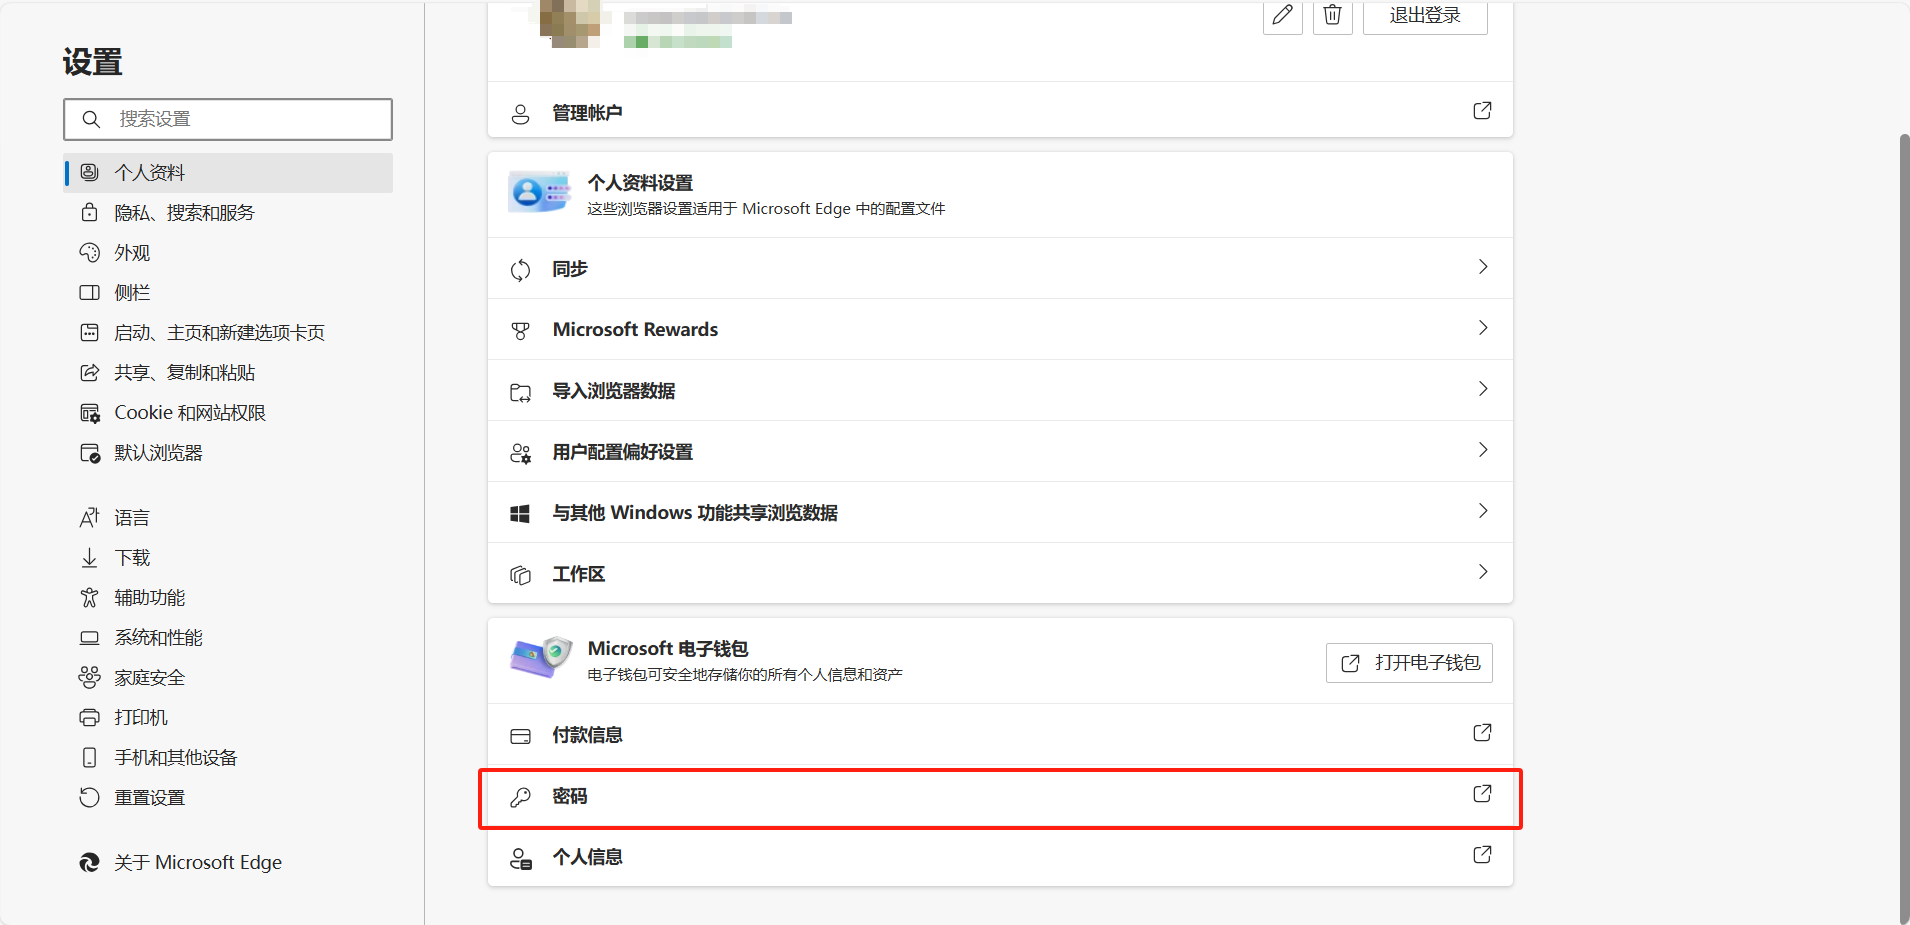 设置
搜索设置
个人资料
隐私、搜索和服务
外观
侧栏
启动、主页和新建选项卡页
共享、复制和粘贴
Cookie 和网站权限
默认浏览器
语言
下载
辅助功能
系统和性能
家庭安全
打印机
手机和其他设备
重置设置
关于 Microsoft Edge
退出登录
管理帐户
个人资料设置
这些浏览器设置适用于 Microsoft Edge 中的配置文件
同步
Microsoft Rewards
导入浏览器数据
用户配置偏好设置
与其他 Windows 功能共享浏览数据
工作区
Microsoft 电子钱包
电子钱包可安全地存储你的所有个人信息和资产
打开电子钱包
付款信息
密码
个人信息